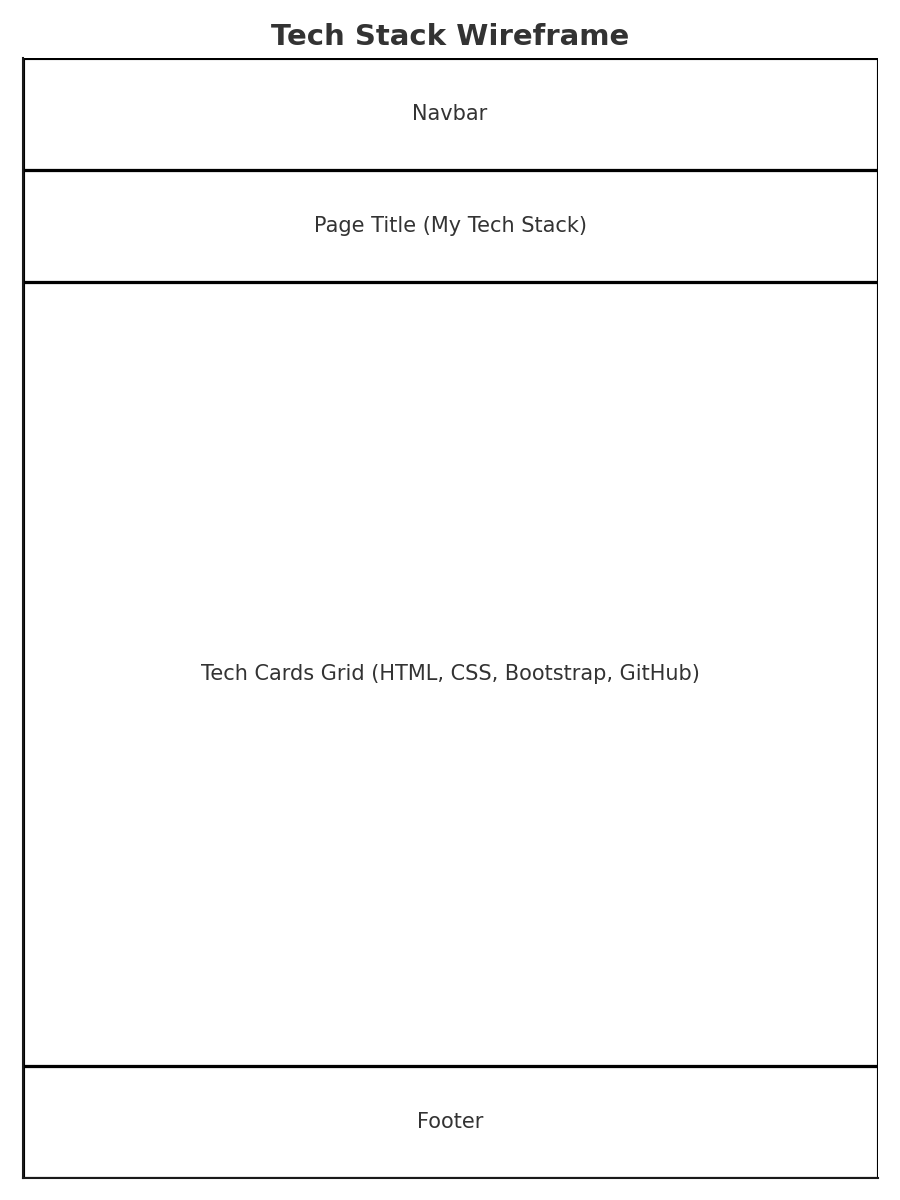 Tech Stack Wireframe
Navbar
Page Title (My Tech Stack)
Tech Cards Grid (HTML, CSS, Bootstrap, GitHub)
Footer